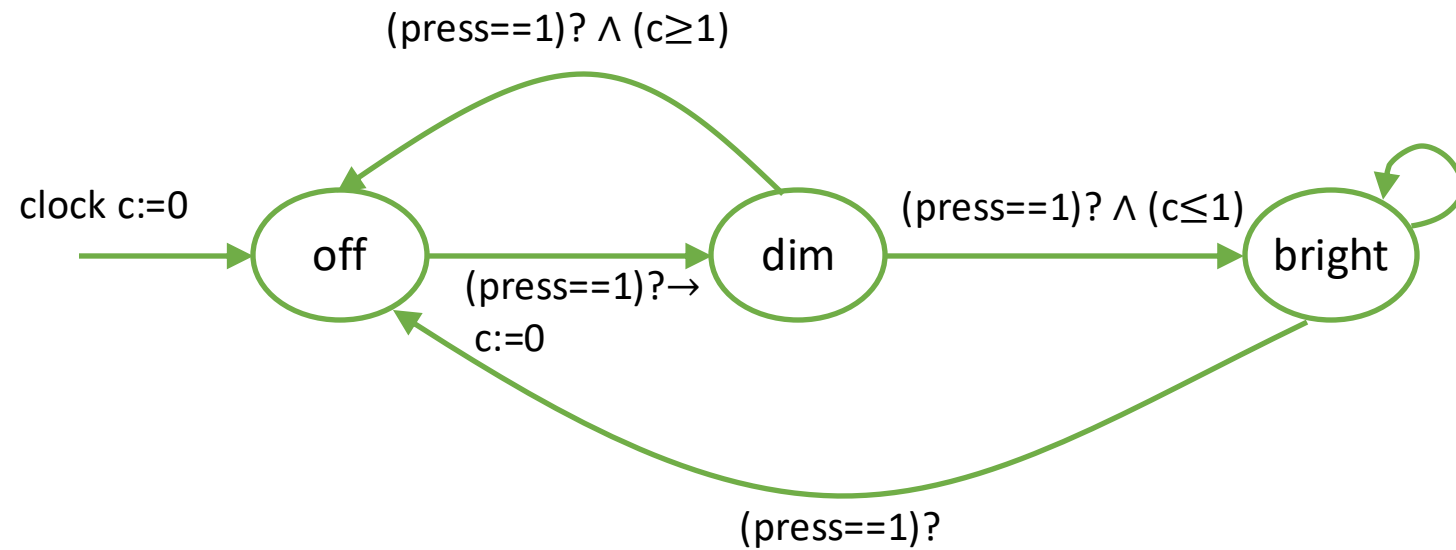 (press==1)? ∧ (c≥1)
clock c:=0
off
(press==1)?→
c:=0
dim
(press==1)? ∧ (c≤1)
bright
(press==1)?